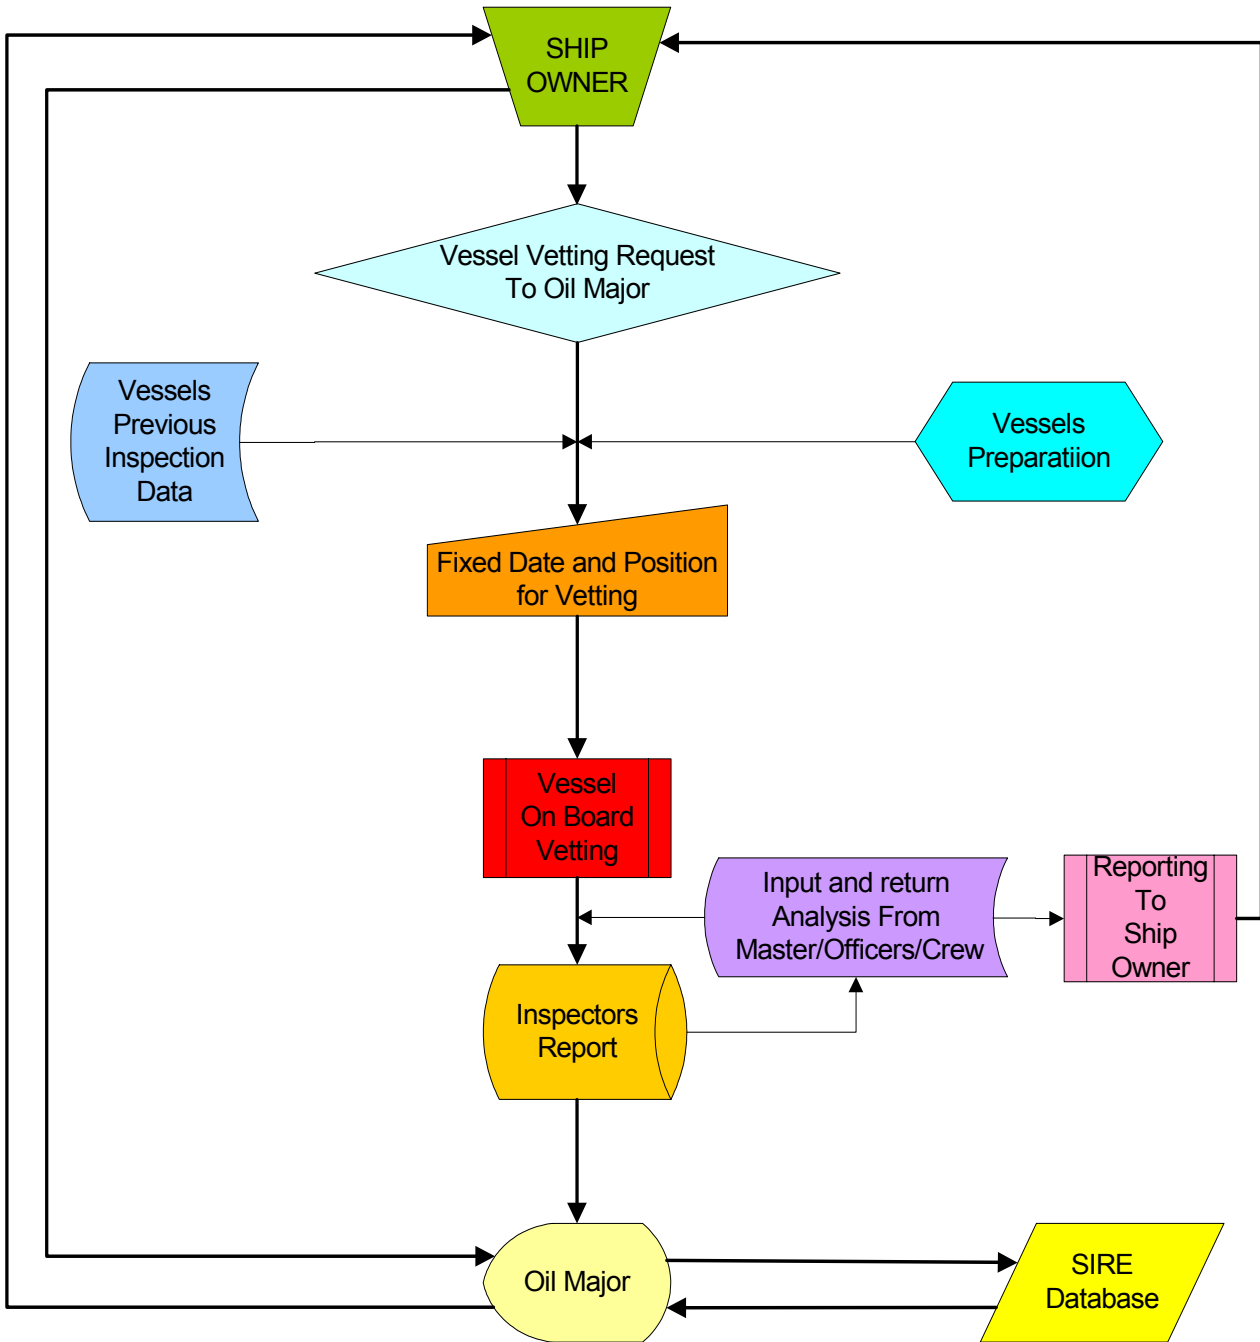 SHIP
OWNER
Vessel Vetting Request
To Oil Major
Vessels
Previous
Inspection
Data
Vessels
Preparatiion
Fixed Date and Position
for Vetting
Vessel
On Board
Vetting
Input and return
Analysis From
Master/Officers/Crew
Reporting
To
Ship
Owner
Inspectors
Report
Oil Major
SIRE
Database